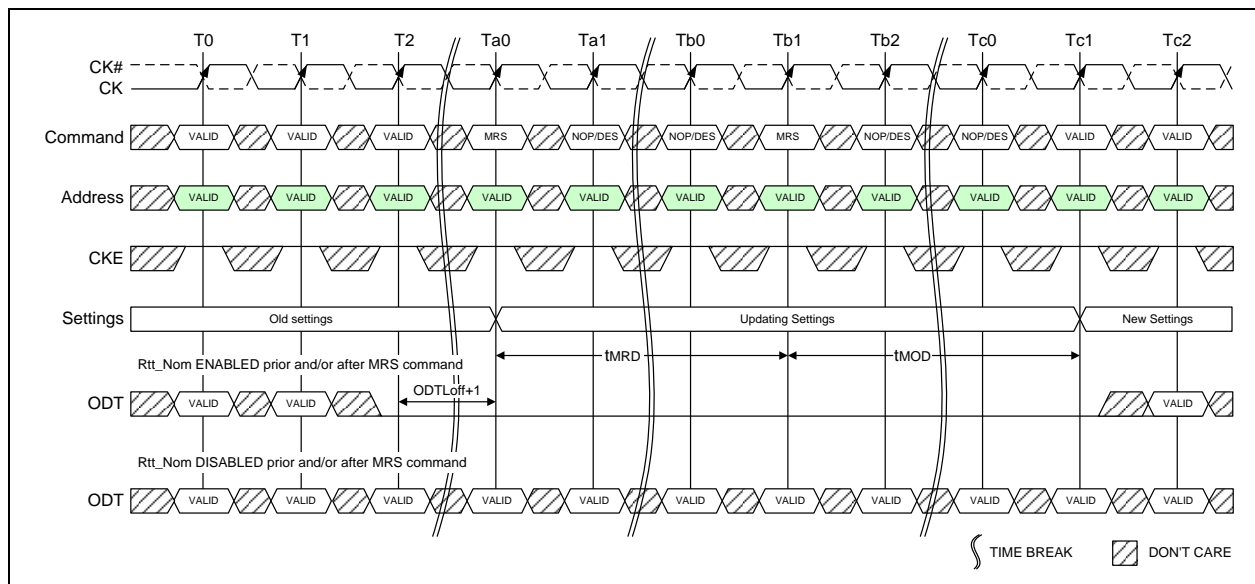 T0 T1 T2 Ta0 Ta1 Tb0 Tb1 Tb2 Tc0 Tc1 Tc2
CK#
CK
Command VALID VALID VALID MRS NOP/DES NOP/DES MRS NOP/DES NOP/DES VALID VALID
Address VALID VALID VALID VALID VALID VALID VALID VALID VALID VALID VALID
CKE
Settings Old settings Updating Settings New Settings
tMRD tMOD
Rtt_Nom ENABLED prior and/or after MRS command
ODTLoff+1
ODT VALID VALID VALID
Rtt_Nom DISABLED prior and/or after MRS command
ODT VALID VALID VALID VALID VALID VALID VALID VALID VALID VALID VALID
TIME BREAK DON'T CARE